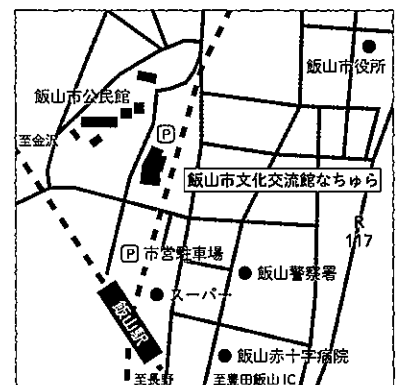 飯山市役所
飯山市公民館
P
至金沢
飯山市文化交流館なちゅら
R
117
P 市営駐車場
飯山警察署
スーパー
飯山駅
飯山赤十字病院
至長野
至豊田飯山IC